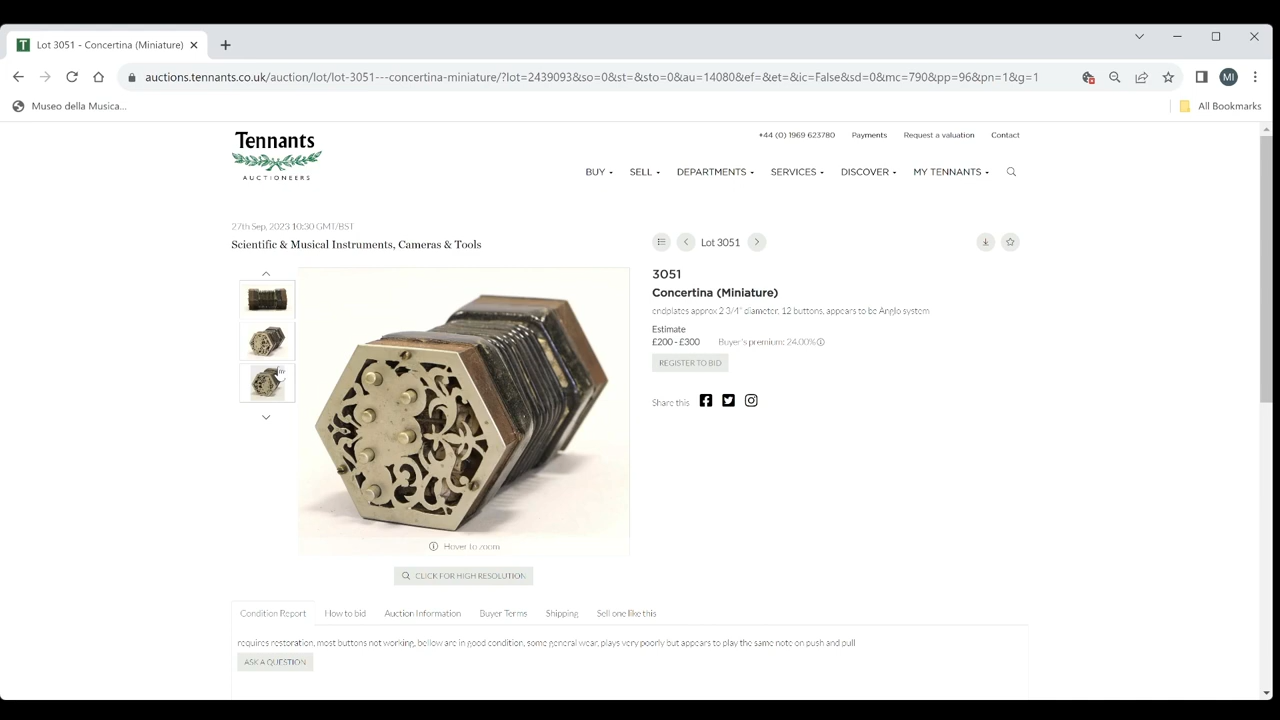 Lot 3051 - Concertina (Miniature)
auctions.tennants.co.uk/auction/lot/lot-3051---concertina-miniature/?lot=2439093&so=0&st=&sto=0&au=14080&ef=&et=&ic=False&sd=0&mc=790&pp=96&pn=1&g=1
MI
Museo della Musica...
All Bookmarks
Tennants
AUCTIONEERS
+44 (0) 1969 623780 Payments Request a valuation Contact
BUY SELL DEPARTMENTS SERVICES DISCOVER MY TENNANTS
27th Sep, 2023 10:30 GMT/BST
Scientific & Musical Instruments, Cameras & Tools
Lot 3051
3051
Concertina (Miniature)
endplates approx 2 3/4" diameter, 12 buttons, appears to be Anglo system
Estimate
£200 - £300 Buyer's premium: 24.00%
REGISTER TO BID
Share this
Hover to zoom
CLICK FOR HIGH RESOLUTION
Condition Report How to bid Auction Information Buyer Terms Shipping Sell one like this
requires restoration, most buttons not working, bellow are in good condition, some general wear, plays very poorly but appears to play the same note on push and pull
ASK A QUESTION